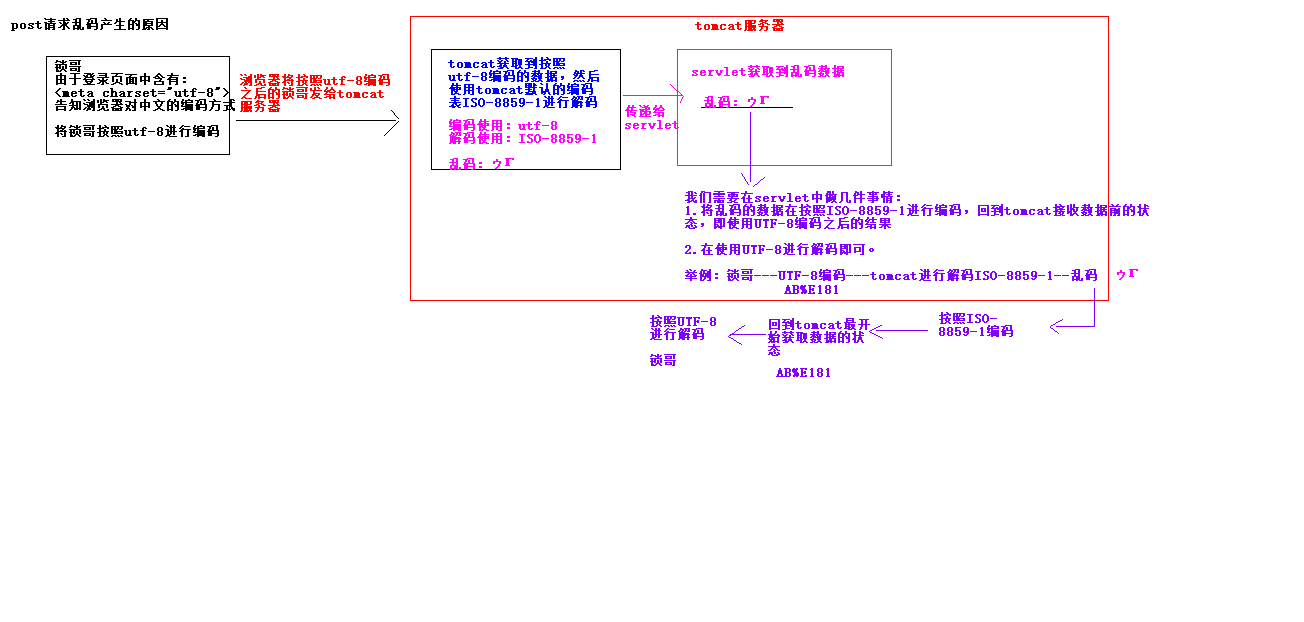 post请求乱码产生的原因
锁哥
由于登录页面中含有：
<meta charset="utf-8">
告知浏览器对中文的编码方式
将锁哥按照utf-8进行编码
浏览器将按照utf-8编码
之后的锁哥发给tomcat
服务器
tomcat服务器
tomcat获取到按照
utf-8编码的数据，然后
使用tomcat默认的编码
表ISO-8859-1进行解码
编码使用：utf-8
解码使用：ISO-8859-1
乱码：ウГ
传递给
servlet
servlet获取到乱码数据
乱码：ウГ
我们需要在servlet中做几件事情：
1.将乱码的数据在按照ISO-8859-1进行编码，回到tomcat接收数据前的状
态，即使用UTF-8编码之后的结果
2.在使用UTF-8进行解码即可。
举例：锁哥---UTF-8编码---tomcat进行解码ISO-8859-1--乱码 ウГ
AB%E181
按照ISO-
8859-1编码
回到tomcat最开
始获取数据的状
态
AB%E181
按照UTF-8
进行解码
锁哥